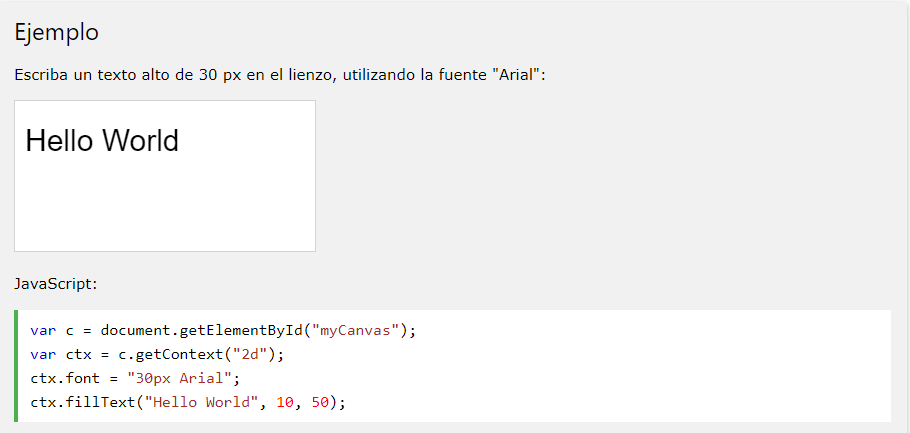 Ejemplo
Escriba un texto alto de 30 px en el lienzo, utilizando la fuente "Arial":
Hello World
JavaScript:
var c = document.getElementById("myCanvas");
var ctx = c.getContext("2d");
ctx.font = "30px Arial";
ctx.fillText("Hello World", 10, 50);